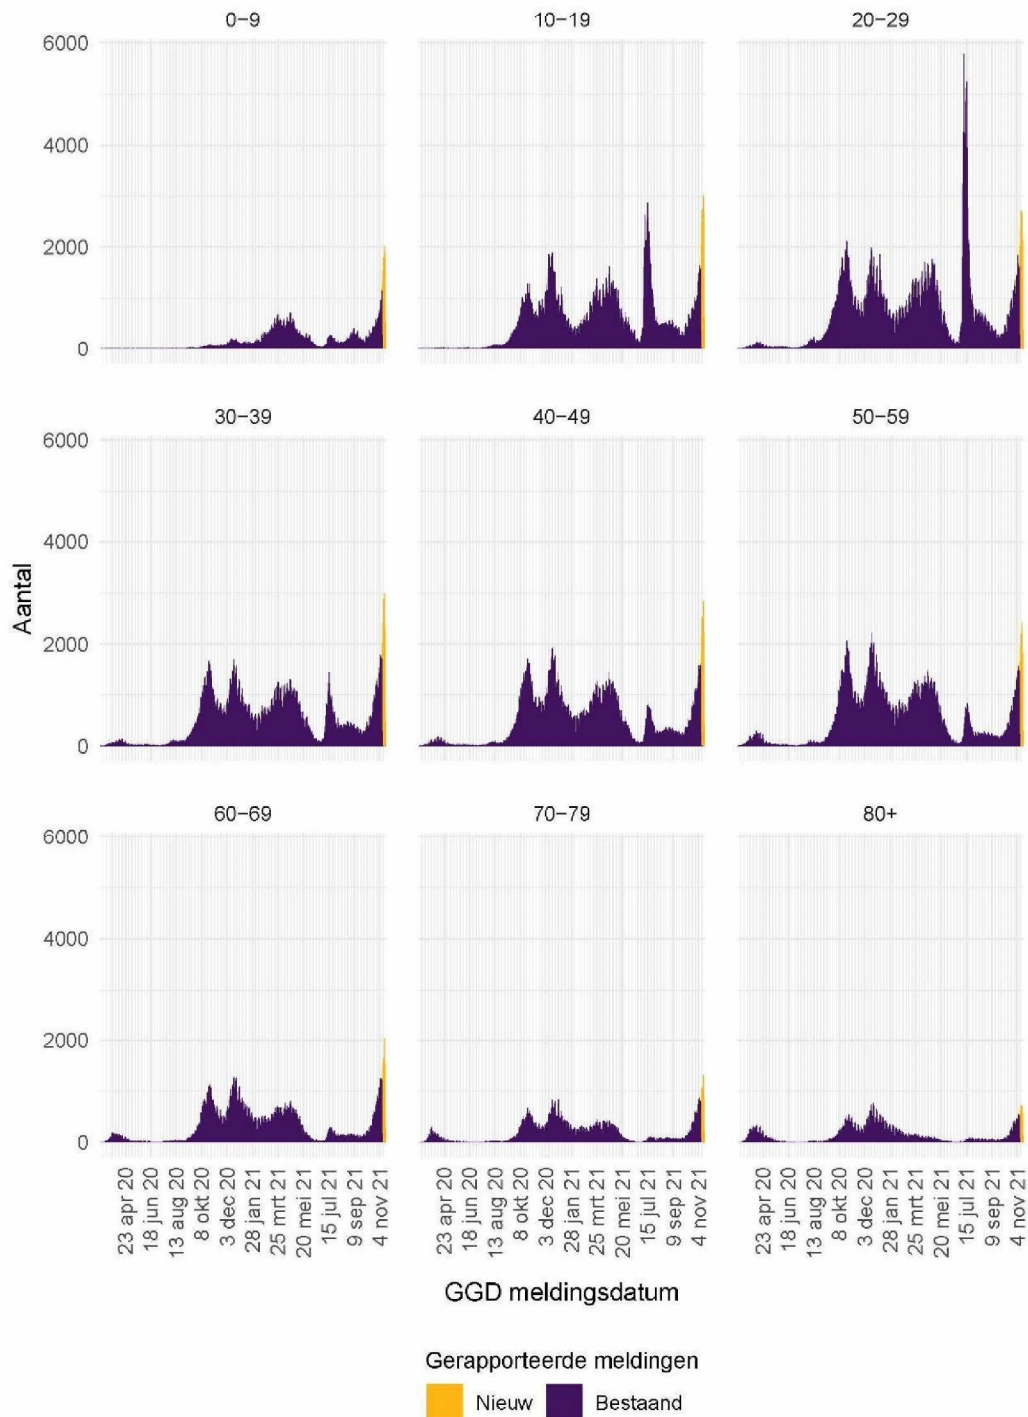 0−9 10−19 20−29
6000
4000
2000
0
30−39 40−49 50−59
6000
4000
2000
0
Aantal
60−69 70−79 80+
6000
4000
2000
0
23 apr 20
18 jun 20
13 aug 20
8 okt 20
3 dec 20
28 jan 21
25 mrt 21
20 mei 21
15 jul 21
9 sep 21
4 nov 21
23 apr 20
18 jun 20
13 aug 20
8 okt 20
3 dec 20
28 jan 21
25 mrt 21
20 mei 21
15 jul 21
9 sep 21
4 nov 21
23 apr 20
18 jun 20
13 aug 20
8 okt 20
3 dec 20
28 jan 21
25 mrt 21
20 mei 21
15 jul 21
9 sep 21
4 nov 21
GGD meldingsdatum
Gerapporteerde meldingen
Nieuw Bestaand